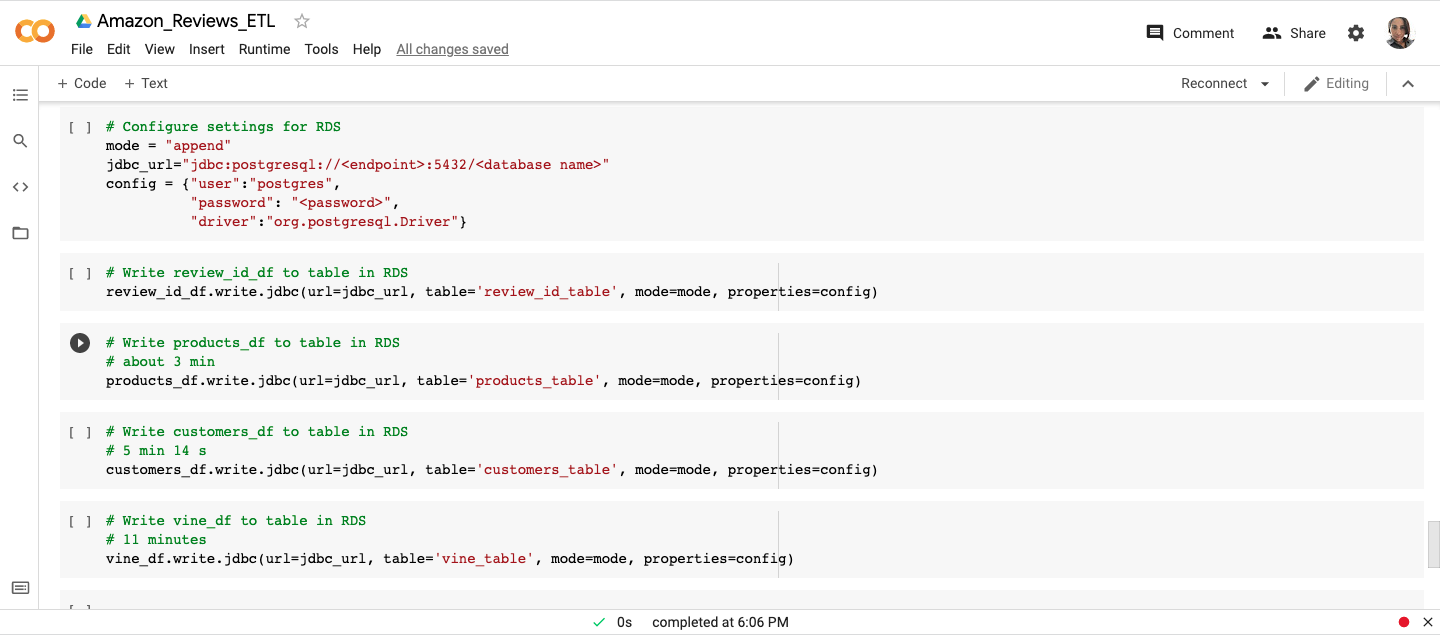 Amazon_Reviews_ETL
File Edit View Insert Runtime Tools Help All changes saved
Comment Share
+ Code + Text
Reconnect Editing
[ ] # Configure settings for RDS
mode = "append"
jdbc_url="jdbc:postgresql://<endpoint>:5432/<database name>"
config = {"user":"postgres",
"password": "<password>",
"driver":"org.postgresql.Driver"}
[ ] # Write review_id_df to table in RDS
review_id_df.write.jdbc(url=jdbc_url, table='review_id_table', mode=mode, properties=config)
# Write products_df to table in RDS
# about 3 min
products_df.write.jdbc(url=jdbc_url, table='products_table', mode=mode, properties=config)
[ ] # Write customers_df to table in RDS
# 5 min 14 s
customers_df.write.jdbc(url=jdbc_url, table='customers_table', mode=mode, properties=config)
[ ] # Write vine_df to table in RDS
# 11 minutes
vine_df.write.jdbc(url=jdbc_url, table='vine_table', mode=mode, properties=config)
[ ]
0s completed at 6:06 PM